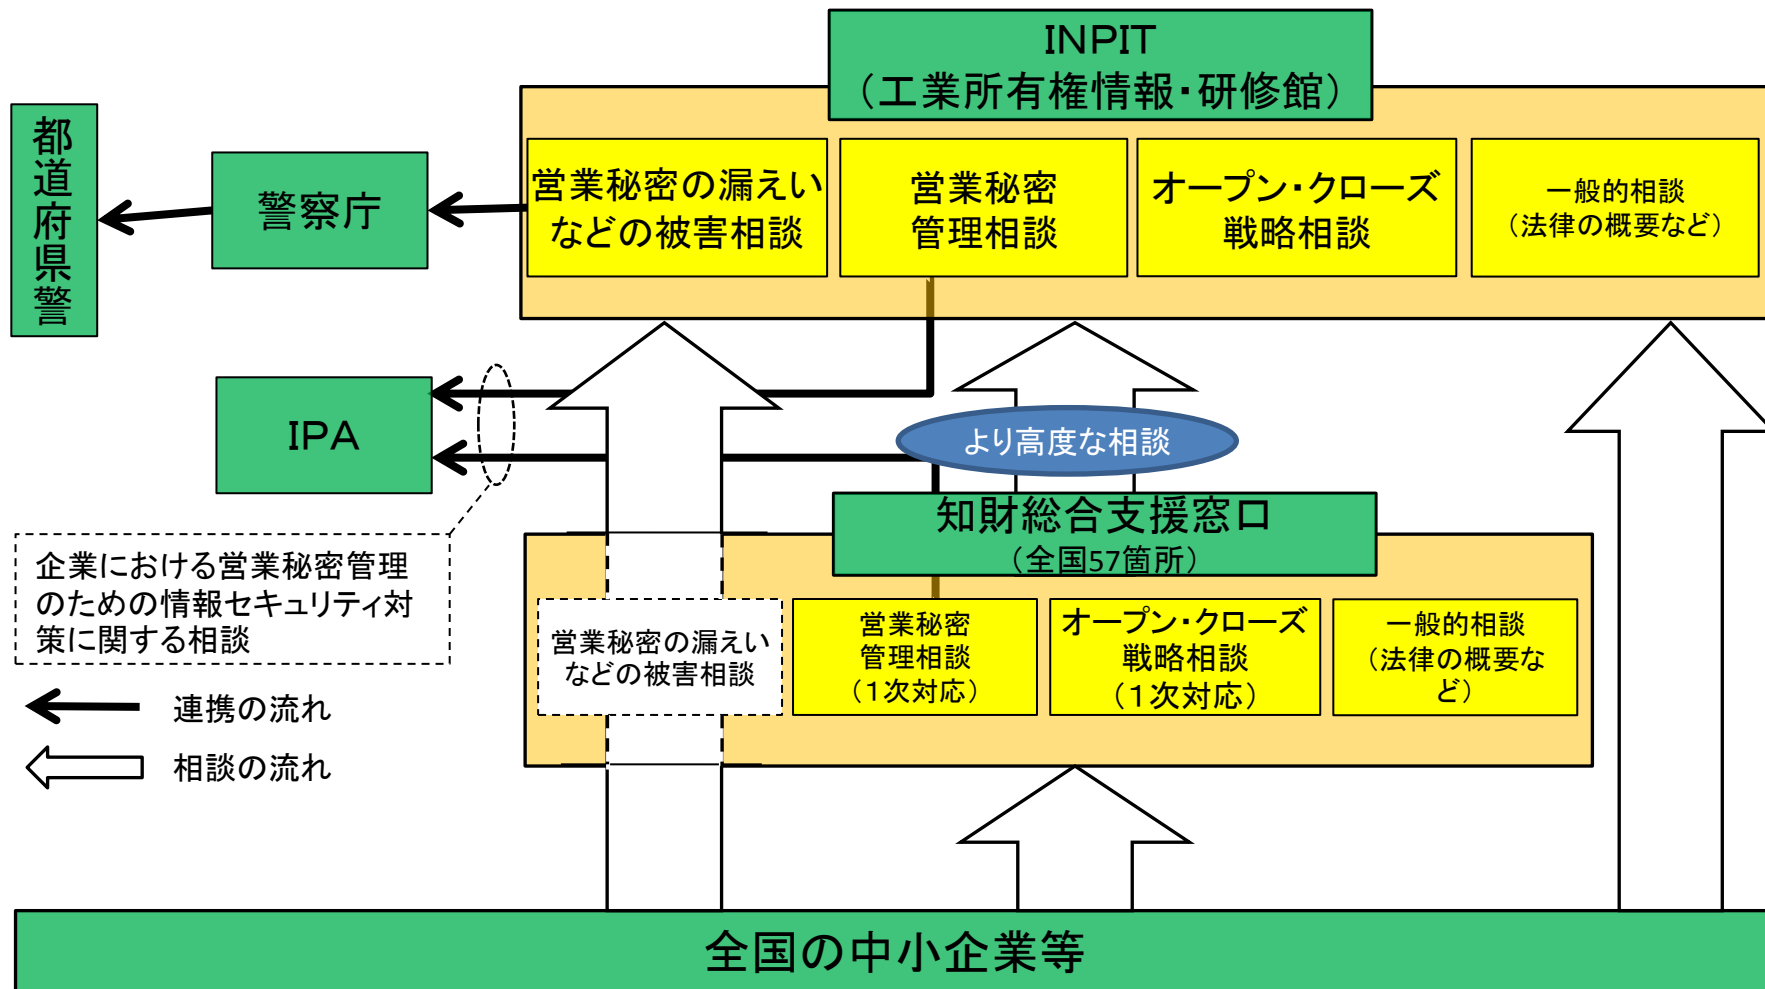 INPIT
（工業所有権情報・研修館）
都道府県警
警察庁
営業秘密の漏えい
などの被害相談
営業秘密
管理相談
オープン・クローズ
戦略相談
一般的相談
（法律の概要など）
IPA
より高度な相談
知財総合支援窓口
（全国57箇所）
企業における営業秘密管理
のための情報セキュリティ対
策に関する相談
営業秘密の漏えい
などの被害相談
営業秘密
管理相談
（１次対応）
オープン・クローズ
戦略相談
（１次対応）
一般的相談
（法律の概要な
ど）
連携の流れ
相談の流れ
全国の中小企業等